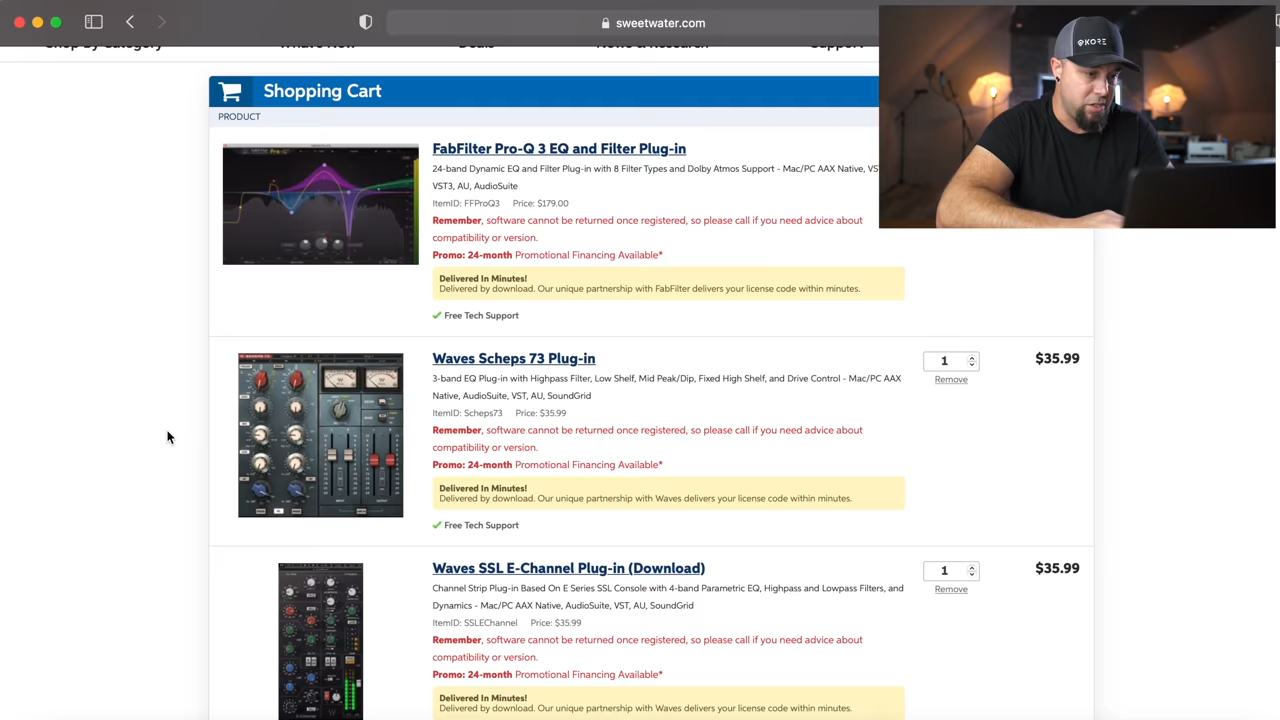 sweetwater.com
Shop By Category
What's New
Deals
News & Research
Support
Shopping Cart
PRODUCT
FabFilter Pro-Q 3 EQ and Filter Plug-in
24-band Dynamic EQ and Filter Plug-in with 8 Filter Types and Dolby Atmos Support - Mac/PC AAX Native,
VST3, AU, AudioSuite
ItemID: FFProQ3 Price: $179.00
Remember, software cannot be returned once registered, so please call if you need advice about
compatibility or version.
Promo: 24-month Promotional Financing Available*
Delivered In Minutes!
Delivered by download. Our unique partnership with FabFilter delivers your license code within minutes.
Free Tech Support
Waves Scheps 73 Plug-in
3-band EQ Plug-in with Highpass Filter, Low Shelf, Mid Peak/Dip, Fixed High Shelf, and Drive Control - Mac/PC AAX
Native, AudioSuite, VST, AU, SoundGrid
ItemID: Scheps73 Price: $35.99
Remember, software cannot be returned once registered, so please call if you need advice about
compatibility or version.
Promo: 24-month Promotional Financing Available*
Delivered In Minutes!
Delivered by download. Our unique partnership with Waves delivers your license code within minutes.
Free Tech Support
1
Remove
$35.99
Waves SSL E-Channel Plug-in (Download)
Channel Strip Plug-in Based On E Series SSL Console with 4-band Parametric EQ, Highpass and Lowpass Filters, and
Dynamics - Mac/PC AAX Native, AudioSuite, VST, AU, SoundGrid
ItemID: SSLEChannel Price: $35.99
Remember, software cannot be returned once registered, so please call if you need advice about
compatibility or version.
Promo: 24-month Promotional Financing Available*
Delivered In Minutes!
Delivered by download. Our unique partnership with Waves delivers your license code within minutes.
1
Remove
$35.99
KORE